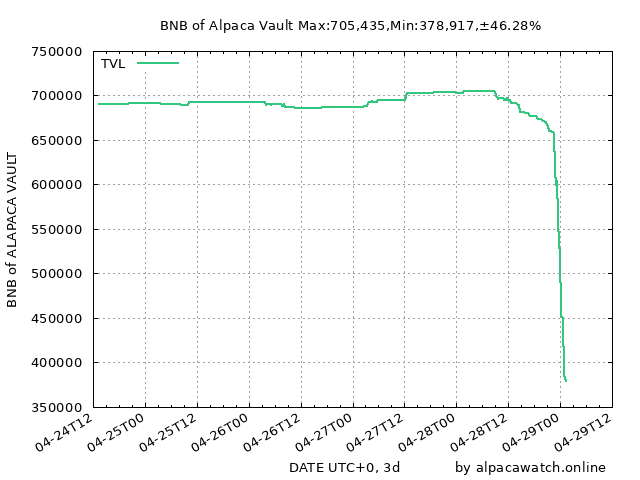 BNB of Alpaca Vault Max:705,435,Min:378,917,±46.28%
TVL
750000
700000
650000
600000
550000
500000
450000
400000
350000
BNB of ALAPACA VAULT
04-24T12
04-25T00
04-25T12
04-26T00
04-26T12
04-27T00
04-27T12
04-28T00
04-28T12
04-29T00
04-29T12
DATE UTC+0, 3d
by alpacawatch.online